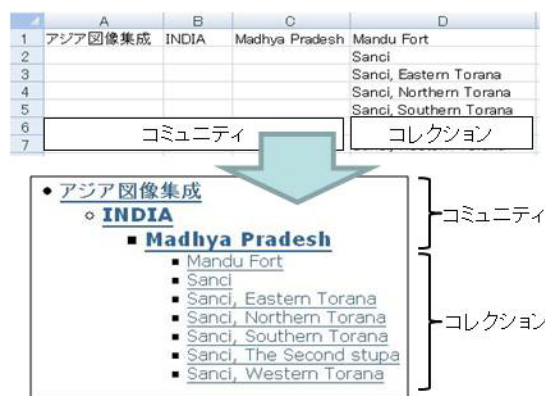 A B C D
1 アジア図像集成 INDIA Madhya Pradesh Mandu Fort
2 Sanci
3 Sanci, Eastern Torana
4 Sanci, Northern Torana
5 Sanci, Southern Torana
6
7
コミュニティ コレクション
• アジア図像集成
◦ INDIA
▪ Madhya Pradesh
▪ Mandu Fort
▪ Sanci
▪ Sanci, Eastern Torana
▪ Sanci, Northern Torana
▪ Sanci, Southern Torana
▪ Sanci, The Second stupa
▪ Sanci, Western Torana
コミュニティ
コレクション